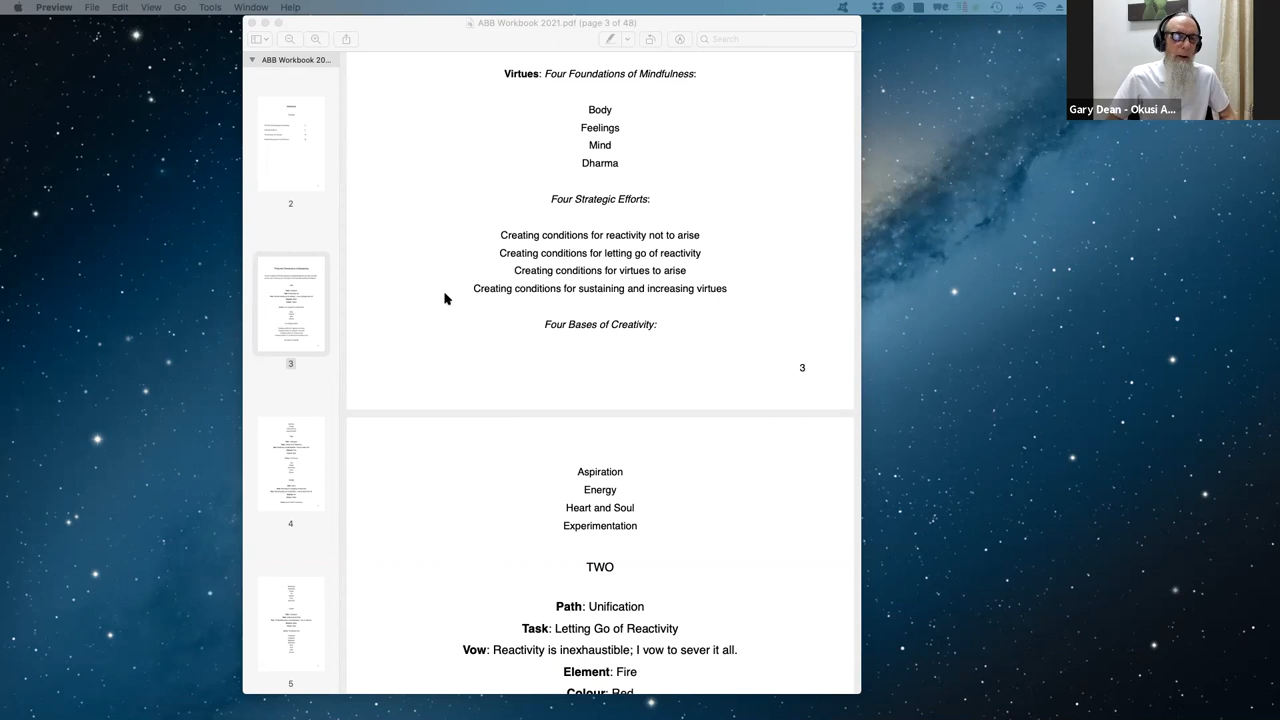 Preview File Edit View Go Tools Window Help
ABB Workbook 2021.pdf (page 3 of 48)
Search
ABB Workbook 20...
2
3
4
5
Virtues: Four Foundations of Mindfulness:
Body
Feelings
Mind
Dharma
Four Strategic Efforts:
Creating conditions for reactivity not to arise
Creating conditions for letting go of reactivity
Creating conditions for virtues to arise
Creating conditions for sustaining and increasing virtues
Four Bases of Creativity:
3
Aspiration
Energy
Heart and Soul
Experimentation
TWO
Path: Unification
Task: Letting Go of Reactivity
Vow: Reactivity is inexhaustible; I vow to sever it all.
Element: Fire
Colour: Red
Gary Dean - Okusi A...